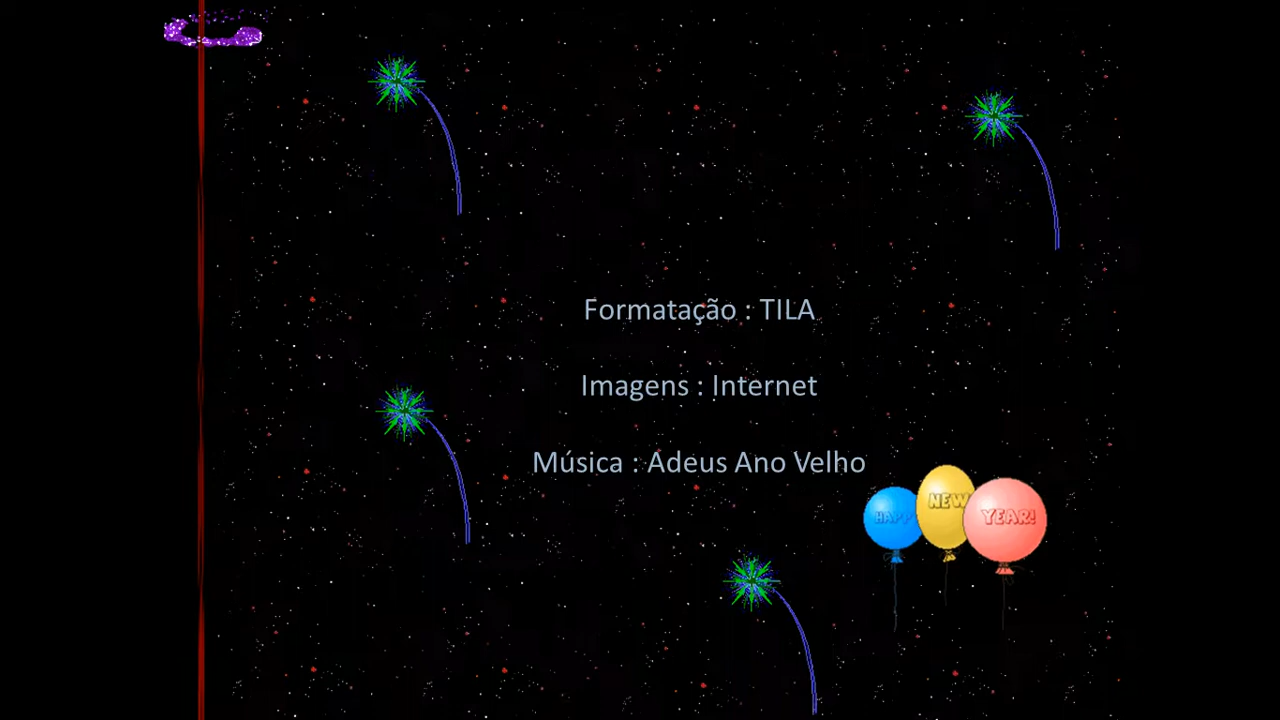 Formatação : TILA
Imagens : Internet
Música : Adeus Ano Velho
HAPPY
NEW
YEAR!